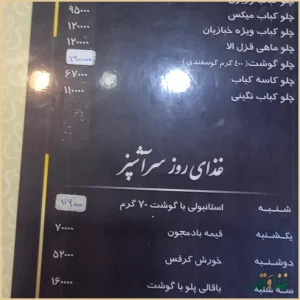 چلو کباب میکس ۹۵۰۰۰
چلو کباب ویژه خبازیان ۱۲۰۰۰۰
چلو ماهی قزل الا ۱۲۰۰۰۰
چلو گوشت (۴۰۰ گرم گوسفندی)
چلو کاسه کباب ۶۷۰۰۰
چلو کباب نگینی ۱۱۰۰۰۰
غذای روز سرآشپز
شنبه استانبولی با گوشت ۷۰ گرم
یکشنبه قیمه بادمجون ۷۰۰۰۰
دوشنبه خورش کرفس ۵۲۰۰۰
سه شنبه باقالی پلو با گوشت ۱۶۰۰۰۰